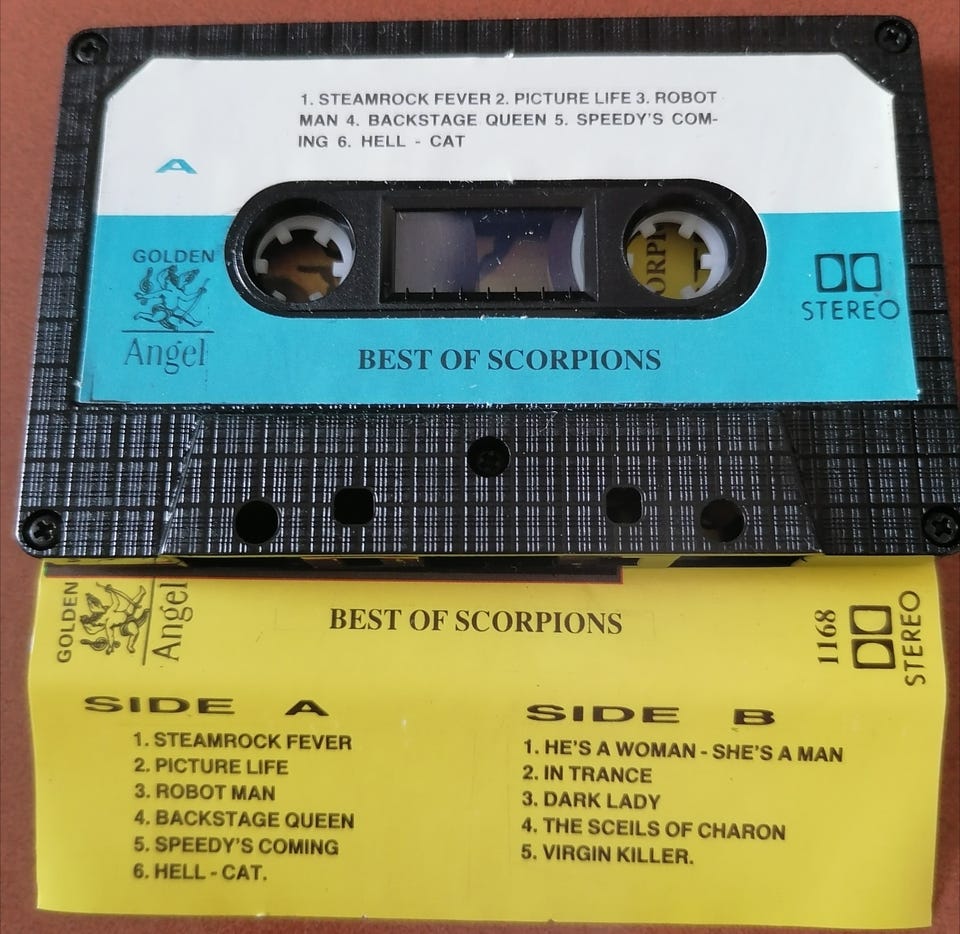 1. STEAMROCK FEVER 2. PICTURE LIFE 3. ROBOT
MAN 4. BACKSTAGE QUEEN 5. SPEEDY'S COM-
ING 6. HELL - CAT
A
GOLDEN
Angel
STEREO
BEST OF SCORPIONS
ORPI
GOLDEN
Angel
BEST OF SCORPIONS
1168
STEREO
SIDE A
1. STEAMROCK FEVER
2. PICTURE LIFE
3. ROBOT MAN
4. BACKSTAGE QUEEN
5. SPEEDY'S COMING
6. HELL - CAT.
SIDE B
1. HE'S A WOMAN - SHE'S A MAN
2. IN TRANCE
3. DARK LADY
4. THE SCEILS OF CHARON
5. VIRGIN KILLER.